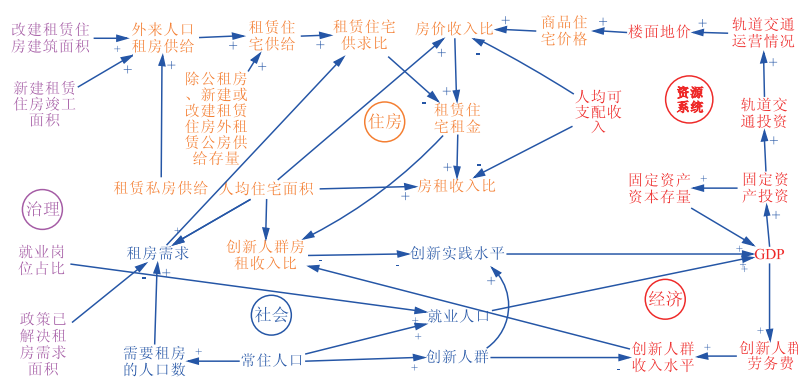 改建租赁住
房建筑面积
外来人口
租房供给
租赁住
宅供给
租赁住宅
供求比
房价收入比
商品住
宅价格
楼面地价
轨道交通
运营情况
新建租赁
住房竣工
面积
除公租房
、新建或
改建租赁
住房外租
赁公房供
给存量
住房
租赁住
宅租金
人均可
支配收
入
资源
系统
轨道交
通投资
租赁私房供给
人均住宅面积
房租收入比
固定资产
资本存量
固定资
产投资
治理
就业岗
位占比
租房需求
创新人群房
租收入比
创新实践水平
GDP
社会
经济
政策已
解决租
房需求
面积
就业人口
需要租房
的人口数
常住人口
创新人群
创新人群
收入水平
创新人群
劳务费